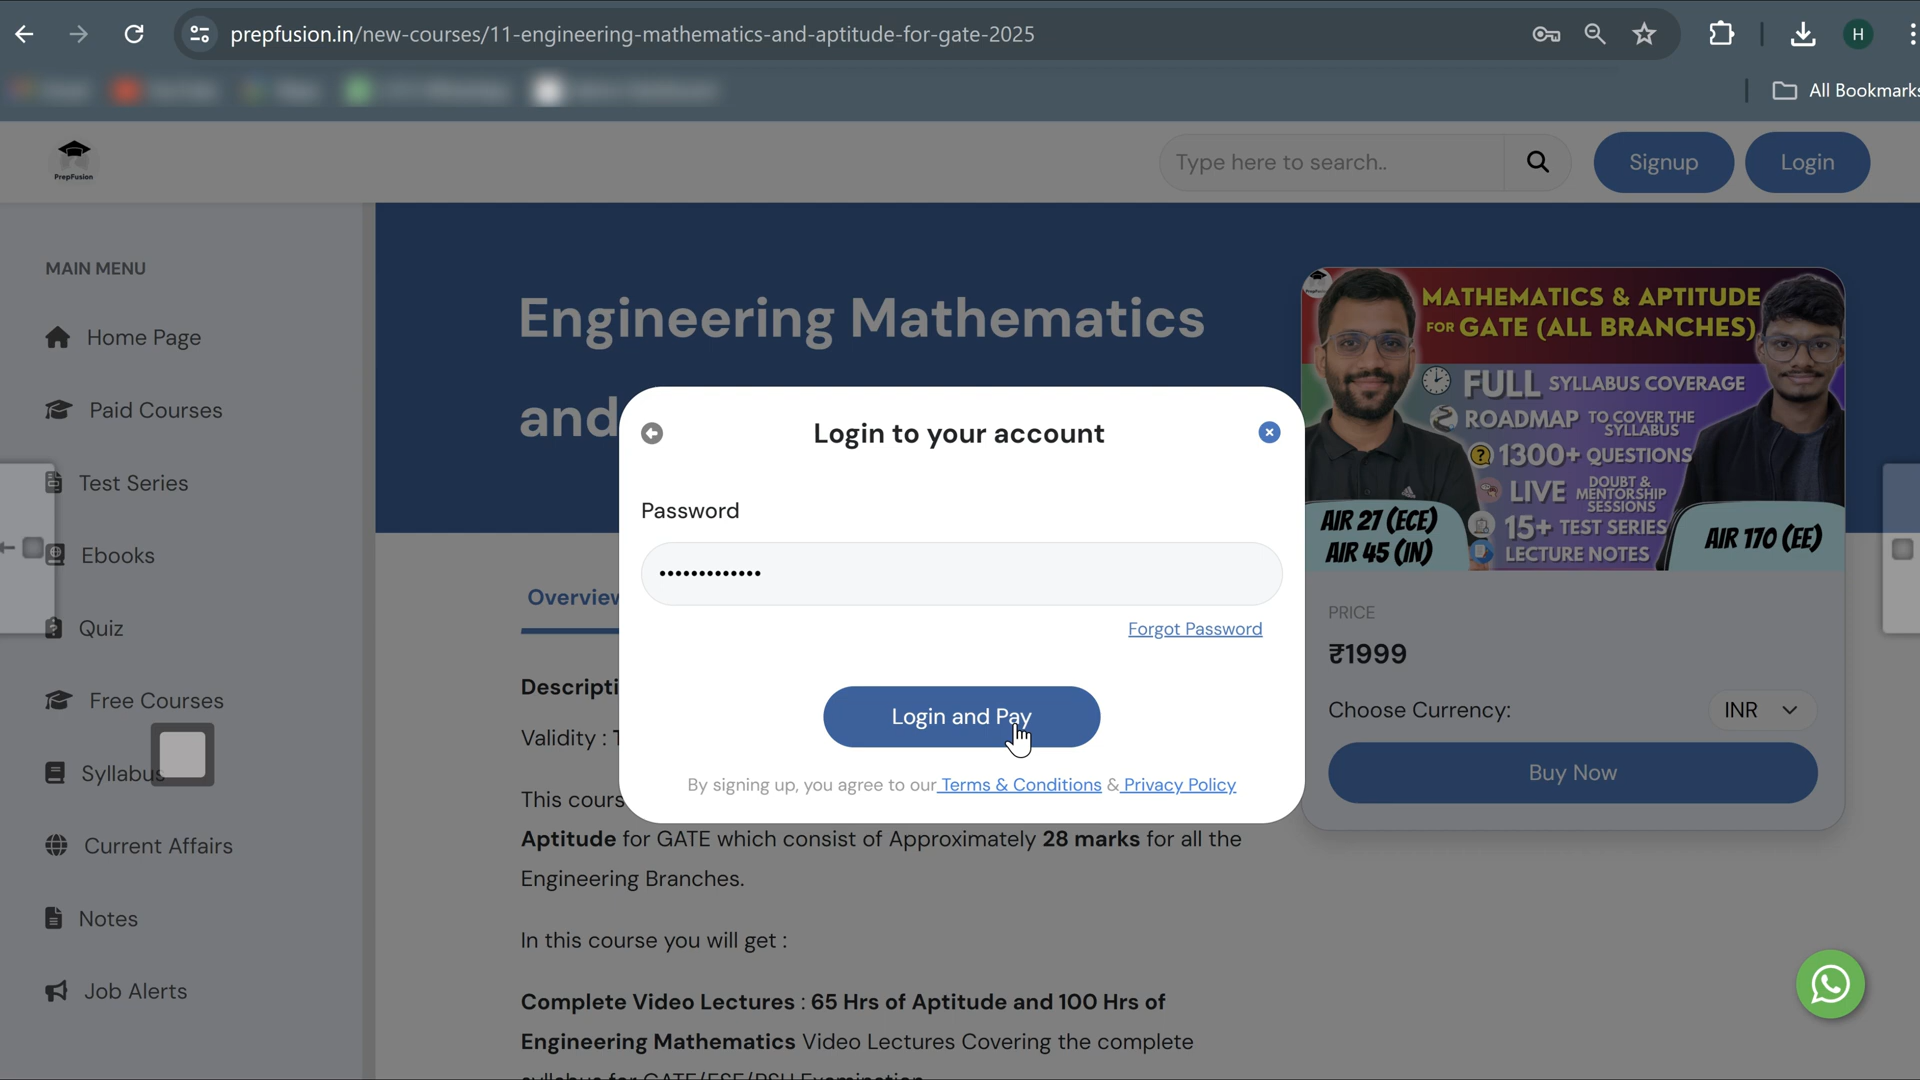 prepfusion.in/new-courses/11-engineering-mathematics-and-aptitude-for-gate-2025
H
All Bookmarks
PrepFusion
Type here to search..
Signup
Login
MAIN MENU
Home Page
Paid Courses
Test Series
Ebooks
Quiz
Free Courses
Syllabus
Current Affairs
Notes
Job Alerts
Engineering Mathematics
and
Overview
Descripti
Validity : T
This cours
Aptitude for GATE which consist of Approximately 28 marks for all the
Engineering Branches.
In this course you will get :
Complete Video Lectures : 65 Hrs of Aptitude and 100 Hrs of
Engineering Mathematics Video Lectures Covering the complete
syllabus for GATE/ESE/PSU Examination
Login to your account
Password
•••••••••••••
Forgot Password
Login and Pay
By signing up, you agree to our Terms & Conditions & Privacy Policy
MATHEMATICS & APTITUDE
FOR GATE (ALL BRANCHES)
FULL SYLLABUS COVERAGE
ROADMAP TO COVER THE SYLLABUS
1300+ QUESTIONS
LIVE DOUBT & MENTORSHIP SESSIONS
15+ TEST SERIES
LECTURE NOTES
AIR 27 (ECE)
AIR 45 (IN)
AIR 170 (EE)
PRICE
₹1999
Choose Currency:
INR
Buy Now